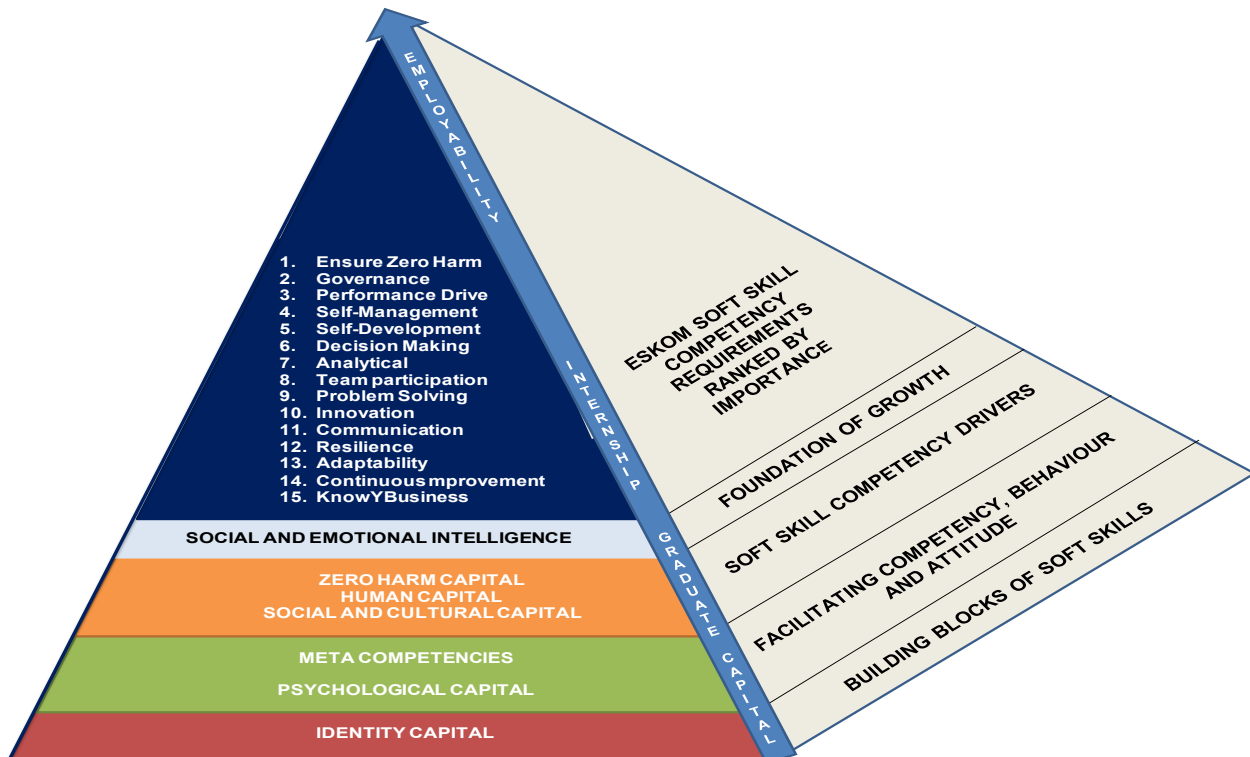 EMPLOYABILITY
INTERNSHIP
GRADUATE CAPITAL
1. Ensure Zero Harm
2. Governance
3. Performance Drive
4. Self-Management
5. Self-Development
6. Decision Making
7. Analytical
8. Team participation
9. Problem Solving
10. Innovation
11. Communication
12. Resilience
13. Adaptability
14. Continuous mprovement
15. KnowYBusiness
SOCIAL AND EMOTIONAL INTELLIGENCE
ZERO HARM CAPITAL
HUMAN CAPITAL
SOCIAL AND CULTURAL CAPITAL
META COMPETENCIES
PSYCHOLOGICAL CAPITAL
IDENTITY CAPITAL
ESKOM SOFT SKILL
COMPETENCY
REQUIREMENTS
RANKED BY
IMPORTANCE
FOUNDATION OF GROWTH
SOFT SKILL COMPETENCY DRIVERS
FACILITATING COMPETENCY, BEHAVIOUR
AND ATTITUDE
BUILDING BLOCKS OF SOFT SKILLS